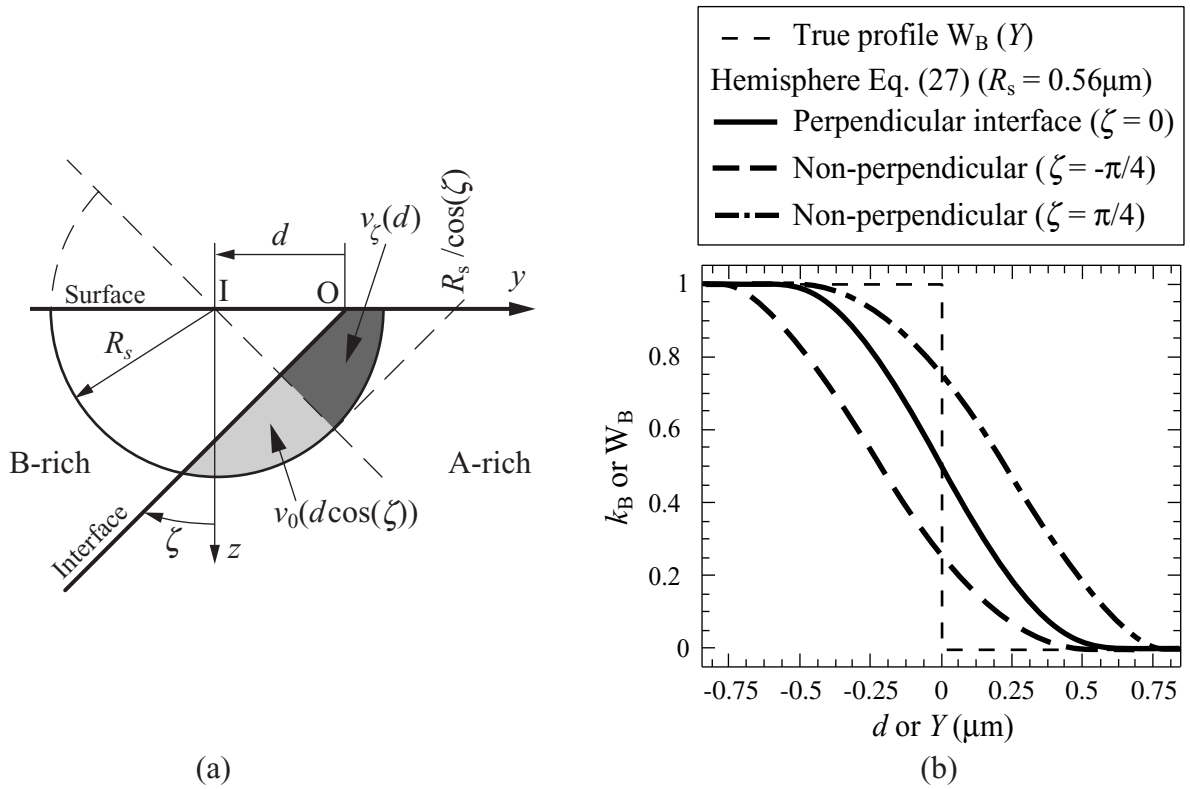 d
v_ζ(d)
R_s /cos(ζ)
Surface
I
O
y
R_s
B-rich
A-rich
v_0(dcos(ζ))
Interface
ζ
z
(a)
True profile W_B (Y)
Hemisphere Eq. (27) (R_s = 0.56μm)
Perpendicular interface (ζ = 0)
Non-perpendicular (ζ = -π/4)
Non-perpendicular (ζ = π/4)
k_B or W_B
1
0.8
0.6
0.4
0.2
0
-0.75 -0.5 -0.25 0 0.25 0.5 0.75
d or Y (μm)
(b)